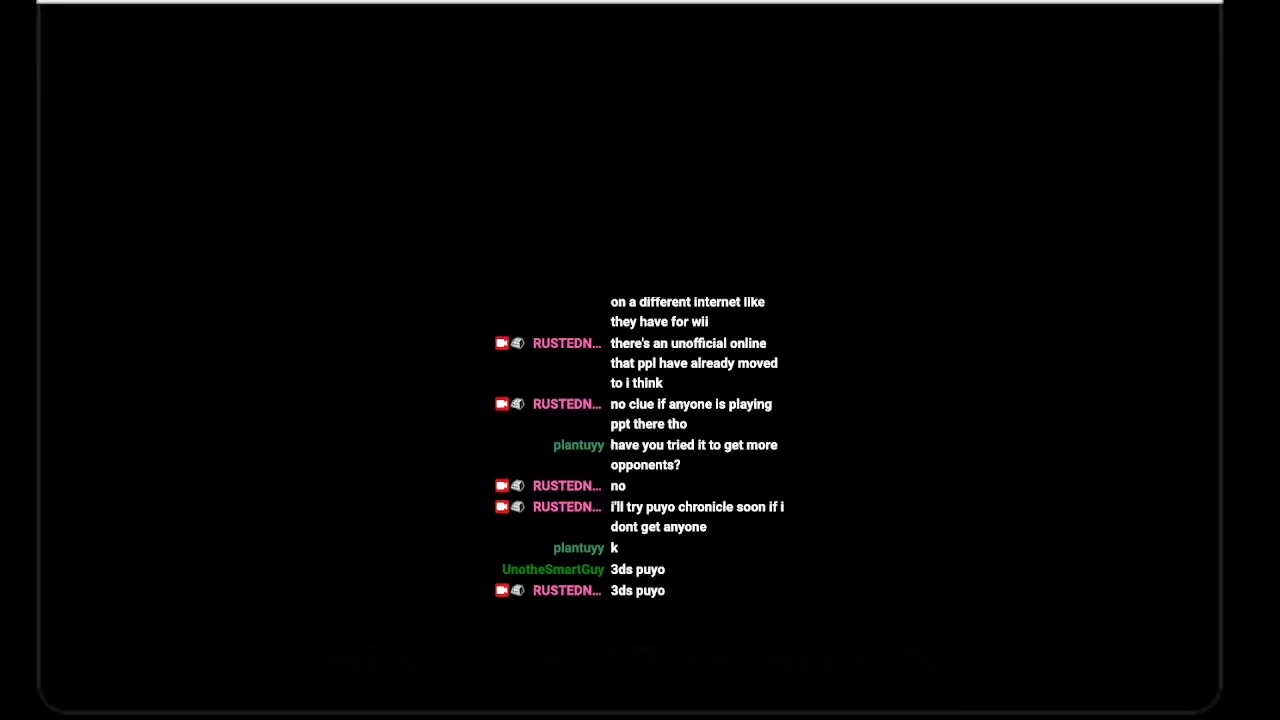 on a different internet like
they have for wii
RUSTEDN... there's an unofficial online
that ppl have already moved
to i think
RUSTEDN... no clue if anyone is playing
ppt there tho
plantuyy have you tried it to get more
opponents?
RUSTEDN... no
RUSTEDN... i'll try puyo chronicle soon if i
dont get anyone
plantuyy k
UnotheSmartGuy 3ds puyo
RUSTEDN... 3ds puyo